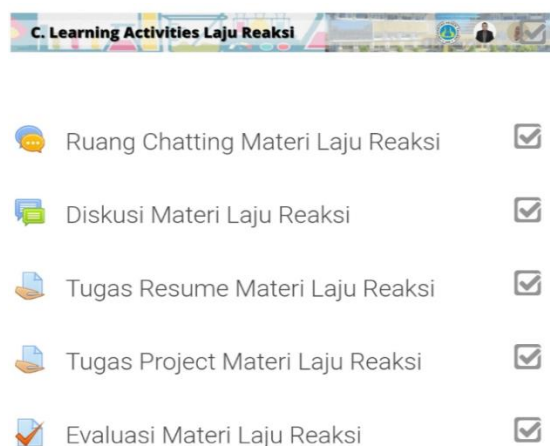 C. Learning Activities Laju Reaksi
Ruang Chatting Materi Laju Reaksi
Diskusi Materi Laju Reaksi
Tugas Resume Materi Laju Reaksi
Tugas Project Materi Laju Reaksi
Evaluasi Materi Laju Reaksi